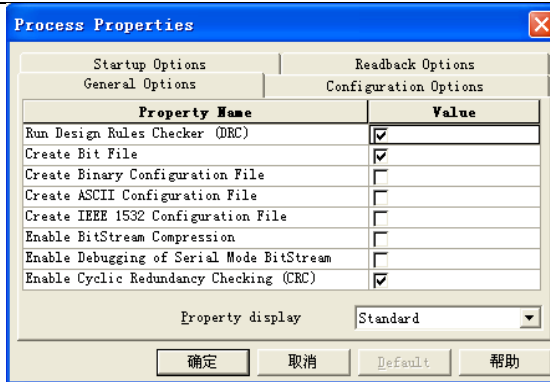 Process Properties
Startup Options Readback Options
General Options Configuration Options
Property Name Value
Run Design Rules Checker (DRC)
Create Bit File
Create Binary Configuration File
Create ASCII Configuration File
Create IEEE 1532 Configuration File
Enable BitStream Compression
Enable Debugging of Serial Mode BitStream
Enable Cyclic Redundancy Checking (CRC)
Property display Standard
确定 取消 Default 帮助